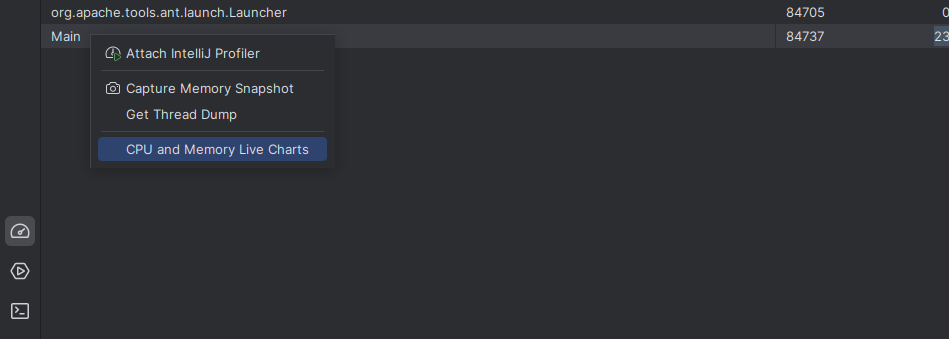 org.apache.tools.ant.launch.Launcher 84705 0
Main 84737 23
Attach IntelliJ Profiler
Capture Memory Snapshot
Get Thread Dump
CPU and Memory Live Charts